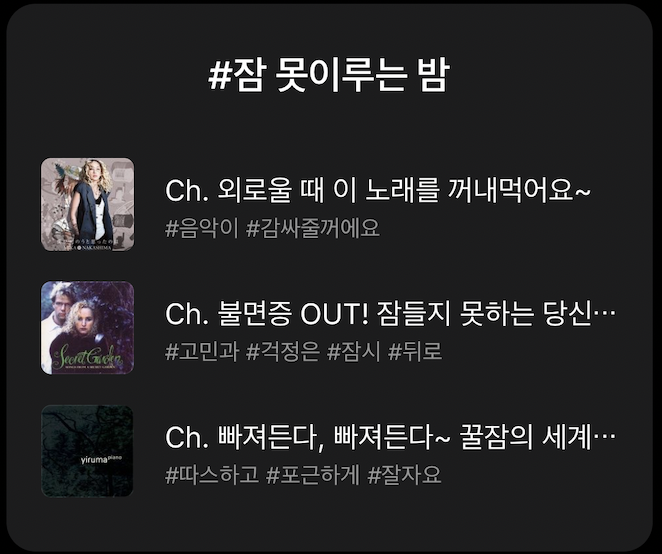 #잠 못이루는 밤
Ch. 외로울 때 이 노래를 꺼내먹어요~
#음악이 #감싸줄꺼에요
NAKASHIMA
Ch. 불면증 OUT! 잠들지 못하는 당신…
#고민과 #걱정은 #잠시 #뒤로
Secret Garden
SONGS FROM A SECRET GARDEN
Ch. 빠져든다, 빠져든다~ 꿀잠의 세계…
#따스하고 #포근하게 #잘자요
yiruma piano